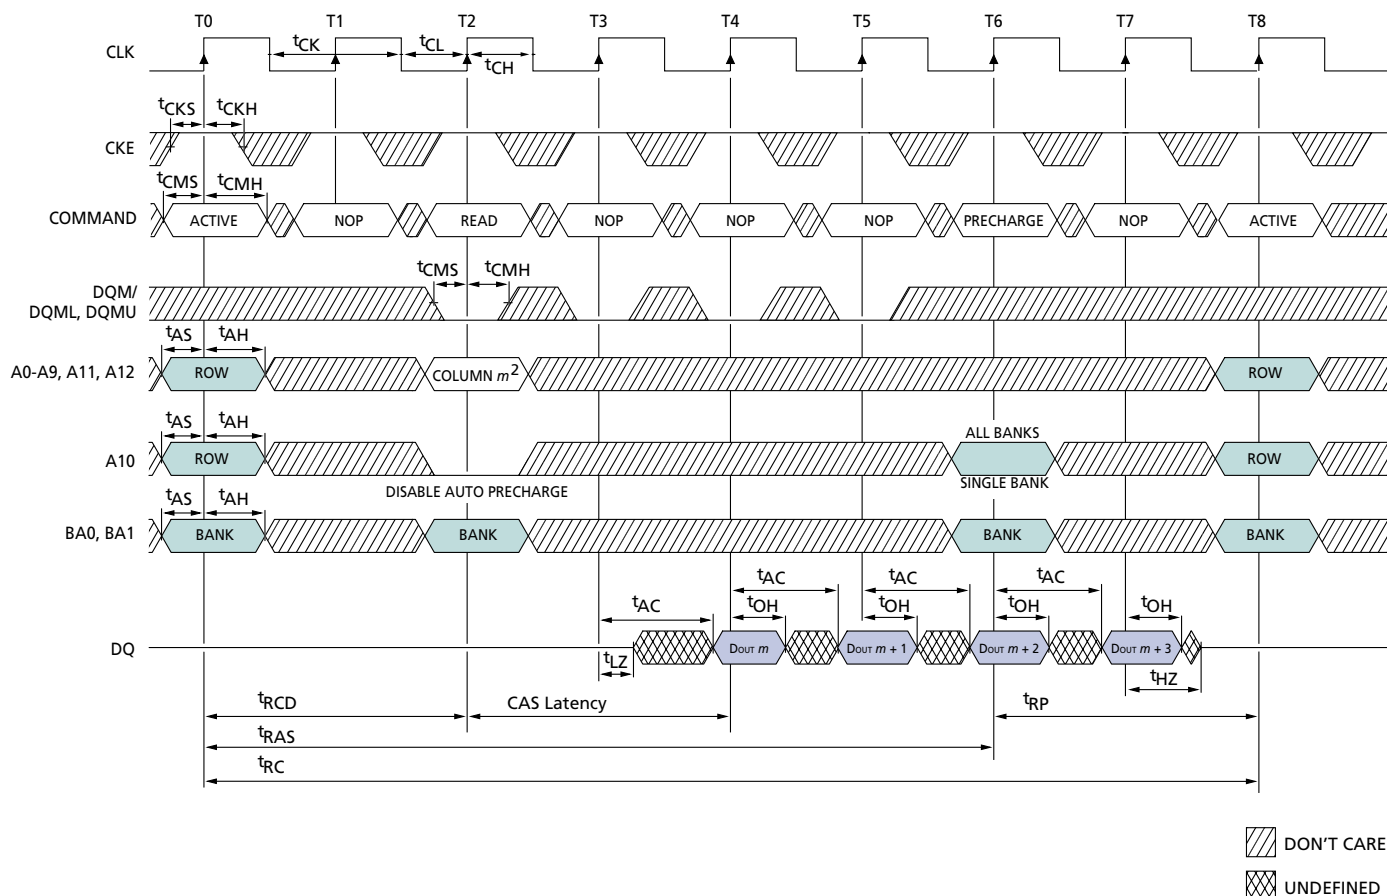 T0 T1 T2 T3 T4 T5 T6 T7 T8
CLK
tCK tCL
tCH
tCKS tCKH
CKE
tCMS tCMH
COMMAND ACTIVE NOP READ NOP NOP NOP PRECHARGE NOP ACTIVE
tCMS tCMH
DQM/
DQML, DQMU
tAS tAH
A0-A9, A11, A12 ROW COLUMN m2 ROW
tAS tAH
ALL BANKS
A10 ROW ROW
SINGLE BANK
DISABLE AUTO PRECHARGE
tAS tAH
BA0, BA1 BANK BANK BANK BANK
tAC tAC tAC
tAC tOH tOH tOH tOH
DQ DOUT m DOUT m + 1 DOUT m + 2 DOUT m + 3
tLZ tHZ
tRCD CAS Latency tRP
tRAS
tRC
DON'T CARE
UNDEFINED